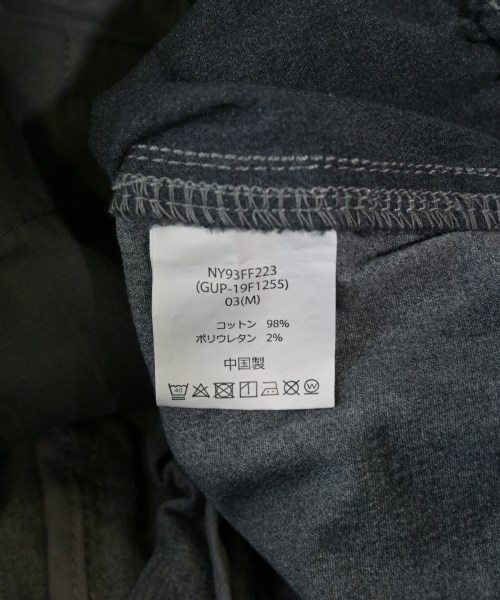 NY93FF223
(GUP-19F1255)
03(M)
コットン 98%
ポリウレタン 2%
中国製